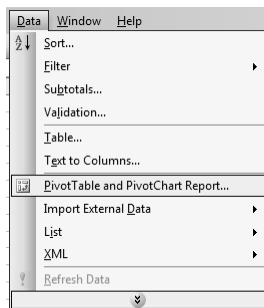 Data Window Help
Sort...
Filter
Subtotals...
Validation...
Table...
Text to Columns...
PivotTable and PivotChart Report...
Import External Data
List
XML
Refresh Data